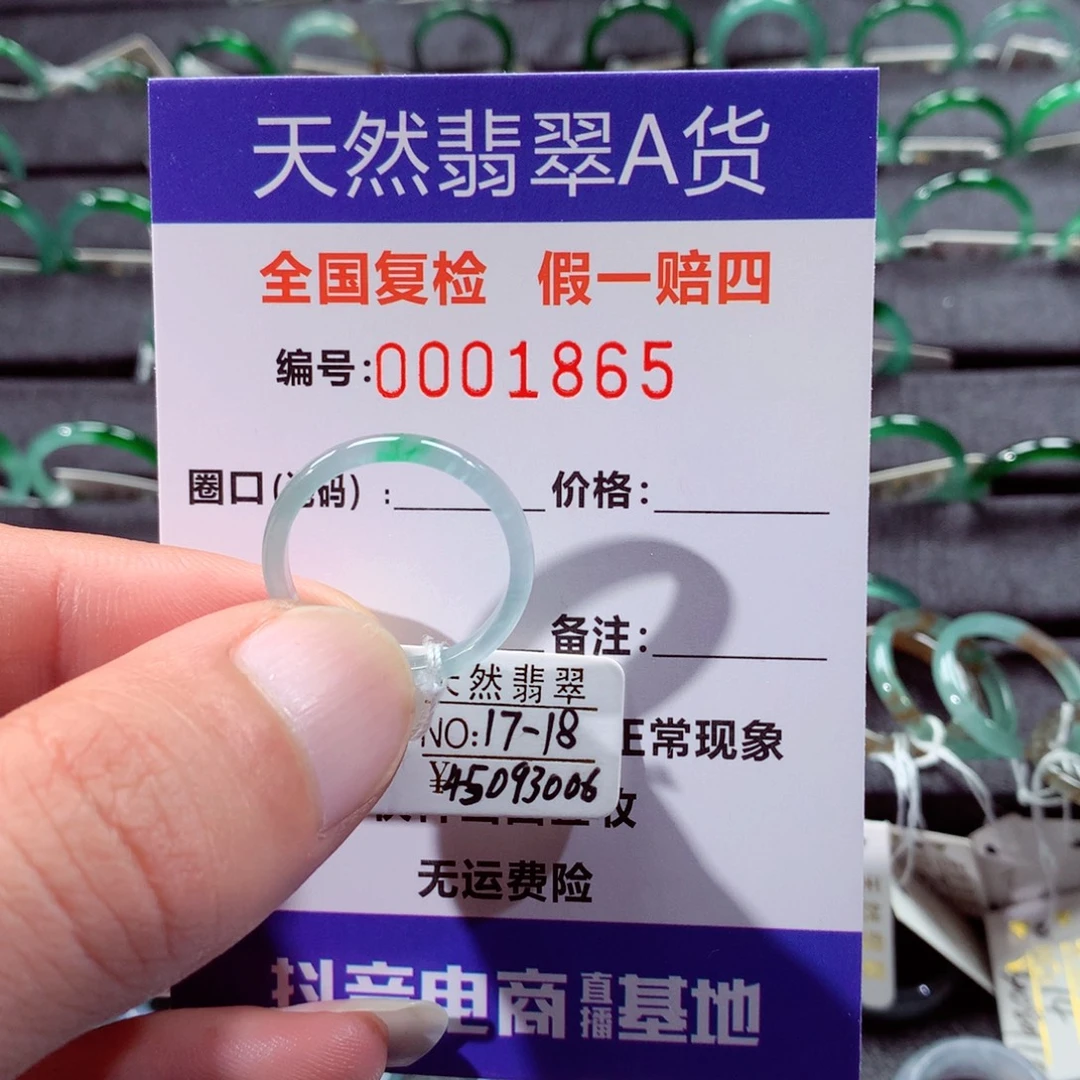 天然翡翠A货
全国复检 假一赔四
编号:0001865
圈口( 码): 价格:
备注:
然翡翠
NO:17-18
¥45093006
正常现象
收
无运费险
抖音电商直播基地